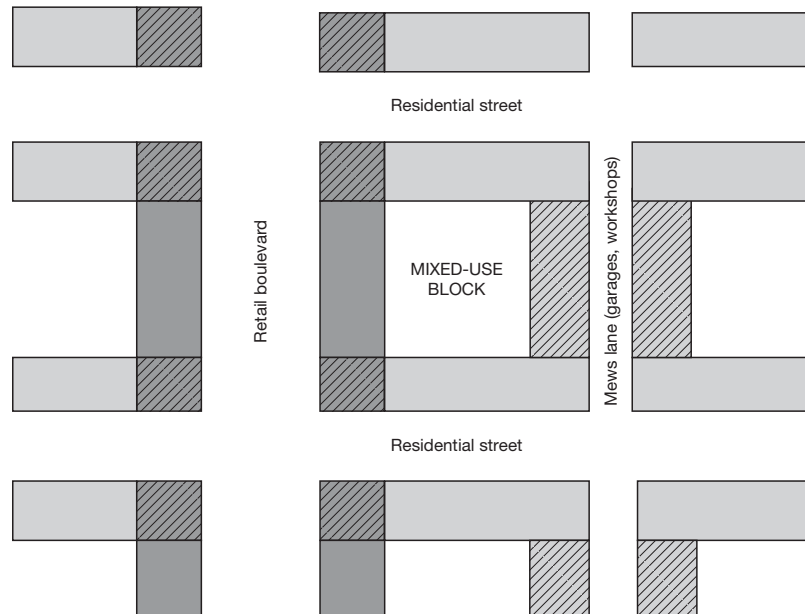 Residential street
Retail boulevard
MIXED-USE
BLOCK
Mews lane (garages, workshops)
Residential street